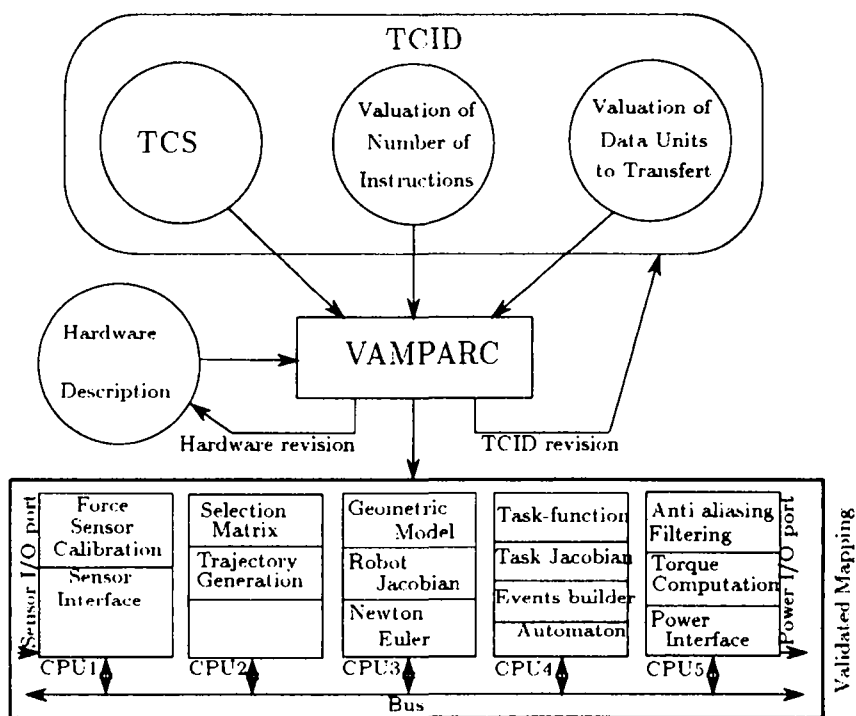 TCID
TCS
Valuation of
Number of
Instructions
Valuation of
Data Units
to Transfert
Hardware
Description
VAMPARC
Hardware revision
TCID revision
Sensor I/O port
Force
Sensor
Calibration
Sensor
Interface
CPU1
Selection
Matrix
Trajectory
Generation
CPU2
Geometric
Model
Robot
Jacobian
Newton
Euler
CPU3
Task-function
Task Jacobian
Events builder
Automaton
CPU4
Anti aliasing
Filtering
Torque
Computation
Power
Interface
CPU5
Power I/O port
Validated Mapping
Bus